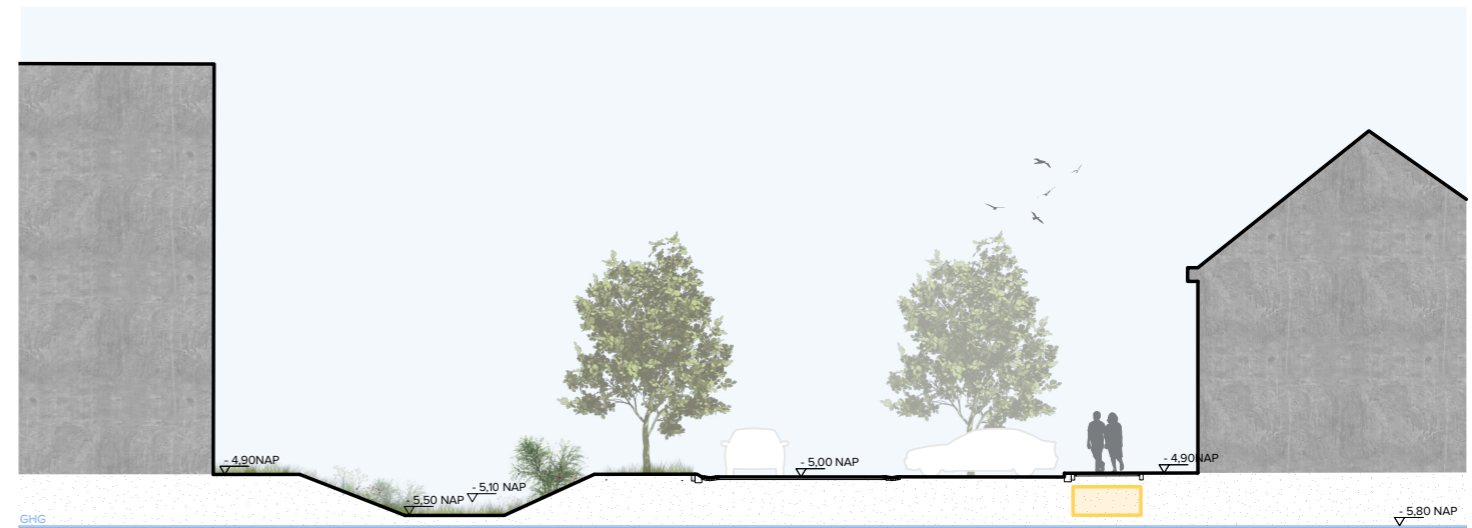 - 4,90NAP
- 5,00 NAP
- 4,90NAP
- 5,10 NAP
- 5,50 NAP
- 5,80 NAP
GHG